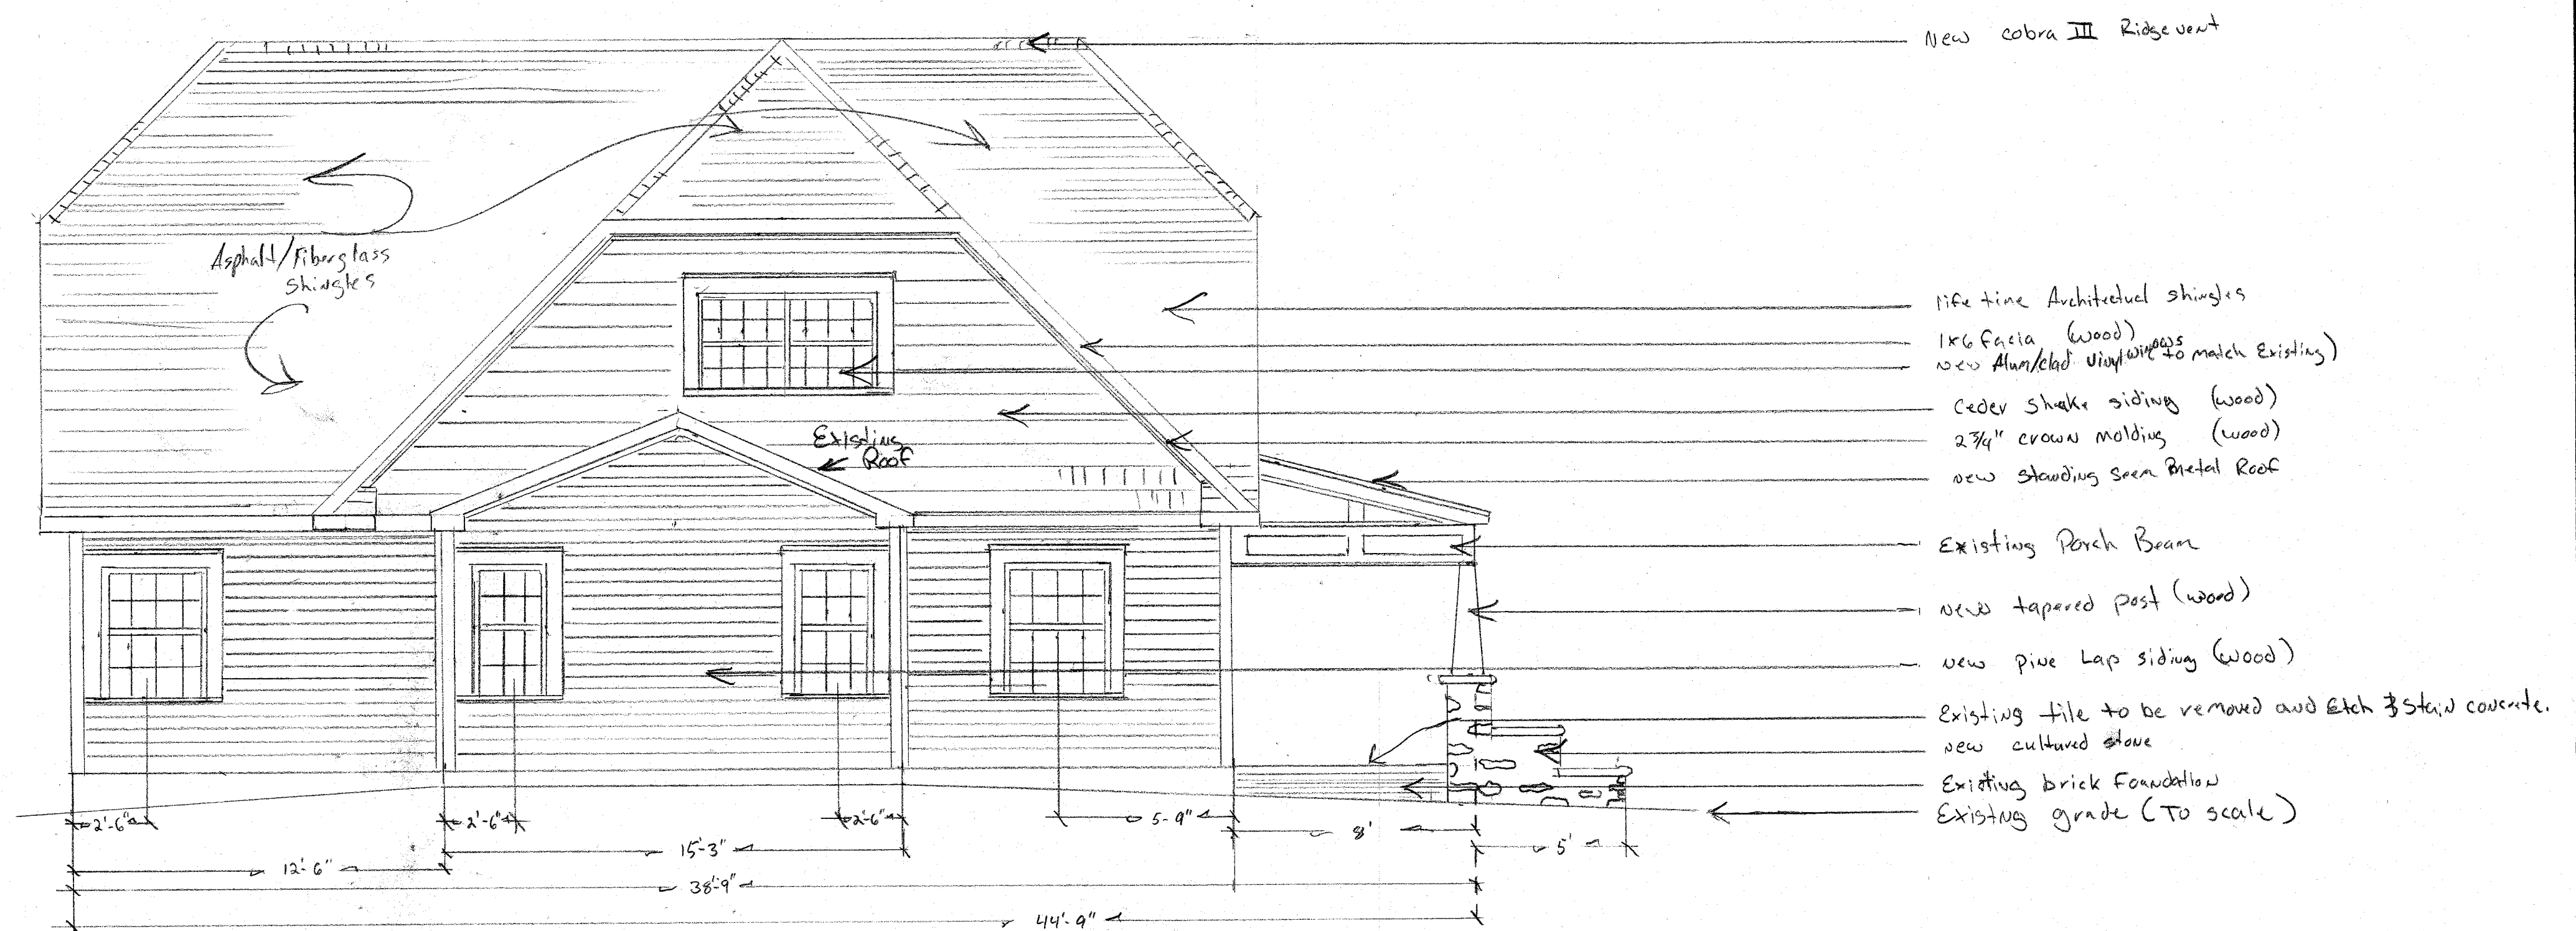 New cobra III Ridge vent
Asphalt/Fiberglass
Shingles
life time Architectual shingles
1x6 facia (wood)
new Alum/clad vinyl windows to match Existing)
Existing
Roof
Ceder Shake siding (wood)
2 3/4" crown molding (wood)
new Standing Seem Metal Roof
Existing Porch Beam
new tapered post (wood)
new pine Lap siding (wood)
Existing tile to be removed and Etch & Stain concrete.
new cultured stone
Existing brick Foundation
Existng grade (To scale)
2'-6" 2'-6" 2'-6" 5-9" 8' 5'
12'-6" 15'-3"
38'-9"
44'-9"